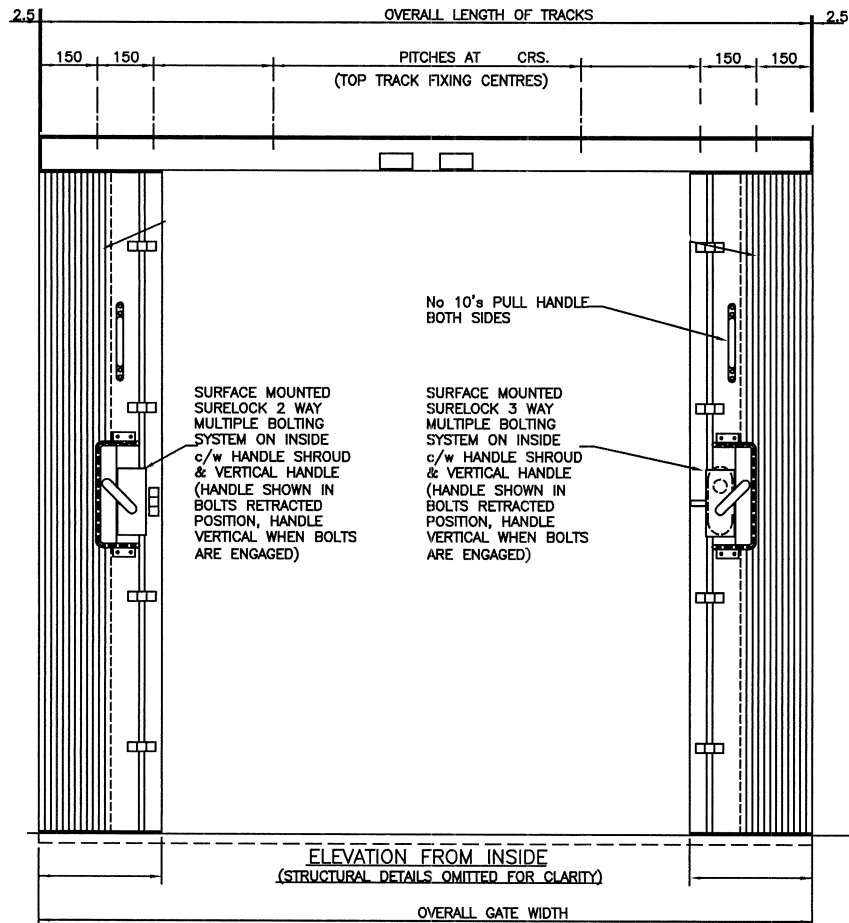 OVERALL LENGTH OF TRACKS
2.5 2.5
150 150 PITCHES AT CRS. 150 150
(TOP TRACK FIXING CENTRES)
No 10's PULL HANDLE
BOTH SIDES
SURFACE MOUNTED
SURELOCK 2 WAY
MULTIPLE BOLTING
SYSTEM ON INSIDE
c/w HANDLE SHROUD
& VERTICAL HANDLE
(HANDLE SHOWN IN
BOLTS RETRACTED
POSITION, HANDLE
VERTICAL WHEN BOLTS
ARE ENGAGED)
SURFACE MOUNTED
SURELOCK 3 WAY
MULTIPLE BOLTING
SYSTEM ON INSIDE
c/w HANDLE SHROUD
& VERTICAL HANDLE
(HANDLE SHOWN IN
BOLTS RETRACTED
POSITION, HANDLE
VERTICAL WHEN BOLTS
ARE ENGAGED)
ELEVATION FROM INSIDE
(STRUCTURAL DETAILS OMITTED FOR CLARITY)
OVERALL GATE WIDTH